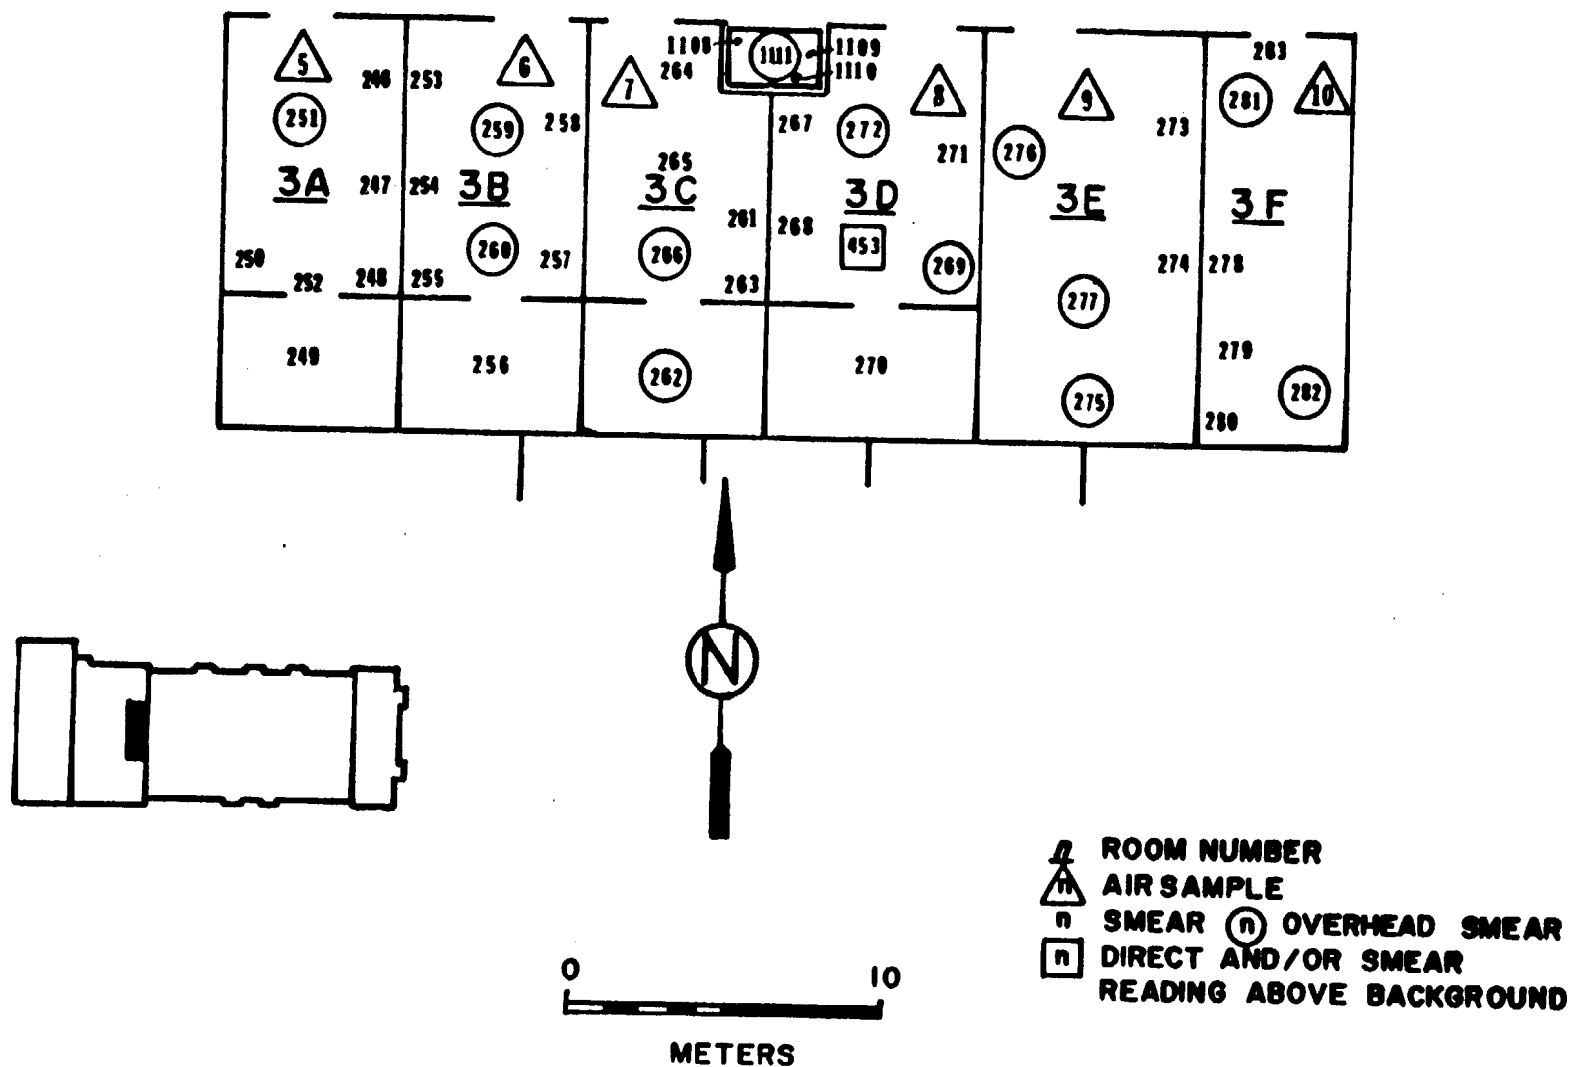 283
1108 1111 1109
5 246 253 6 7 264 1110 8 9 281 10
251 259 258 267 272 271 276 273
265
3A 247 254 3B 3C 3D 3E 3F
261 268 453
250 252 248 255 260 257 266 263 269 274 278
277
249 256 262 270 279
275 282
280
N
n ROOM NUMBER
n AIR SAMPLE
n SMEAR n OVERHEAD SMEAR
n DIRECT AND/OR SMEAR
READING ABOVE BACKGROUND
0 10
METERS